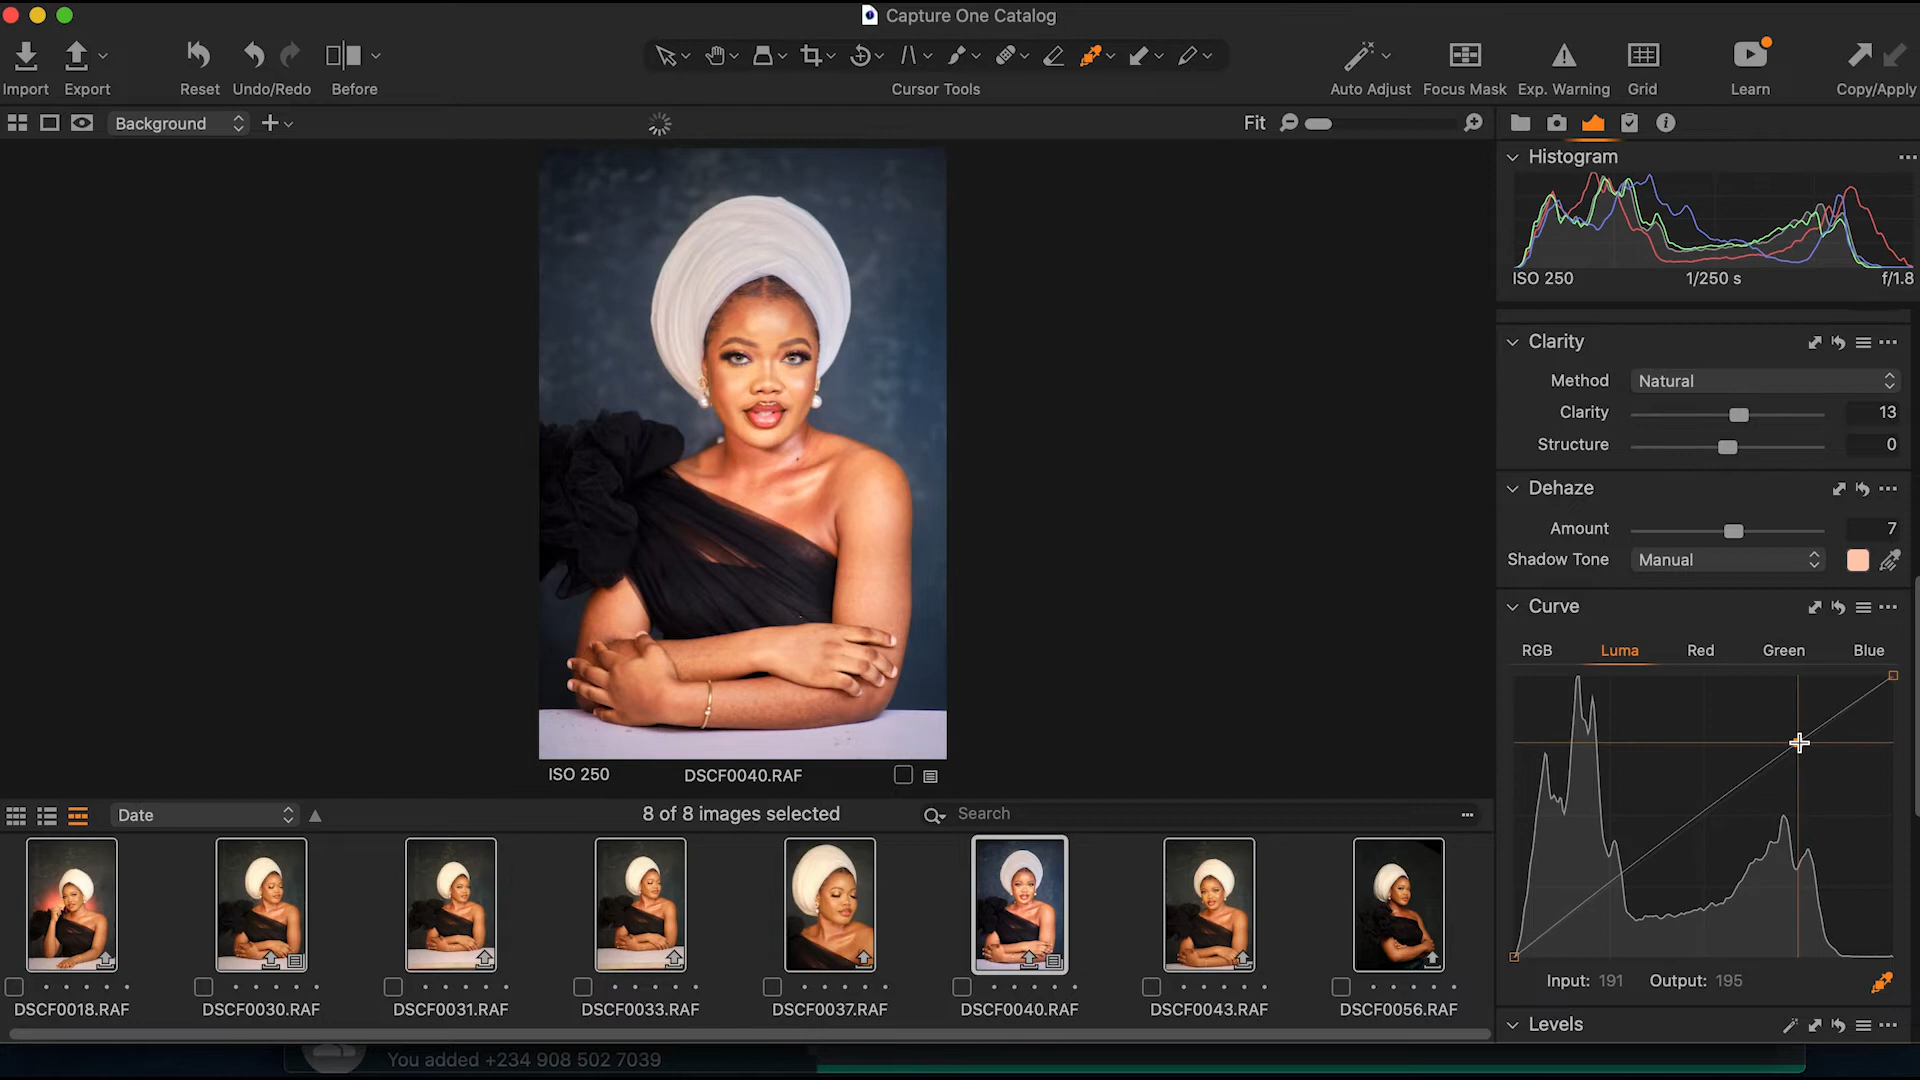 Capture One Catalog
Import
Export
Reset
Undo/Redo
Before
Cursor Tools
Auto Adjust
Focus Mask
Exp. Warning
Grid
Learn
Copy/Apply
Background
Fit
Histogram
ISO 250
1/250 s
f/1.8
Clarity
Method
Natural
Clarity
13
Structure
0
Dehaze
Amount
7
Shadow Tone
Manual
Curve
RGB
Luma
Red
Green
Blue
Input: 191
Output: 195
Levels
ISO 250
DSCF0040.RAF
Date
8 of 8 images selected
Search
DSCF0018.RAF
DSCF0030.RAF
DSCF0031.RAF
DSCF0033.RAF
DSCF0037.RAF
DSCF0040.RAF
DSCF0043.RAF
DSCF0056.RAF
You added +234 908 502 7039